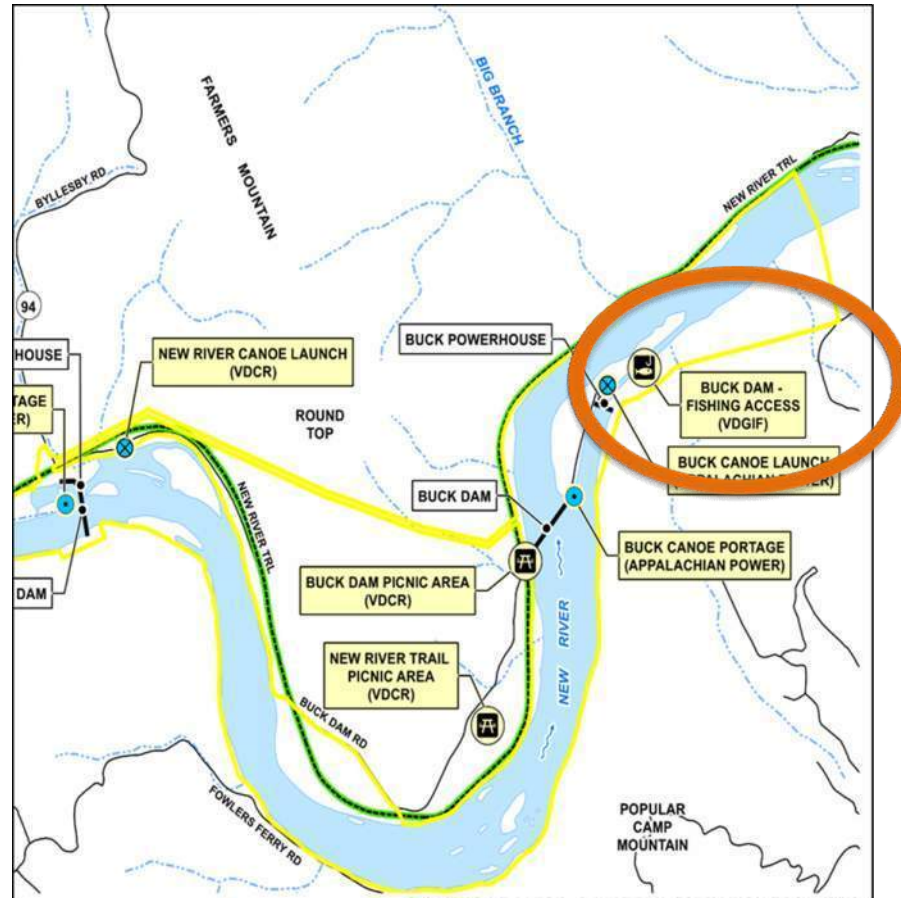 BIG BRANCH
FARMERS
MOUNTAIN
BYLLESBY RD
NEW RIVER TRL
94
HOUSE
NEW RIVER CANOE LAUNCH
(VDCR)
BUCK POWERHOUSE
BUCK DAM -
FISHING ACCESS
(VDGIF)
ROUND
TOP
BUCK CANOE LAUNCH
NEW RIVER TRL
BUCK DAM
BUCK CANOE PORTAGE
(APPALACHIAN POWER)
DAM
BUCK DAM PICNIC AREA
(VDCR)
NEW RIVER
NEW RIVER TRAIL
PICNIC AREA
(VDCR)
BUCK DAM RD
FOWLERS FERRY RD
POPULAR
CAMP
MOUNTAIN